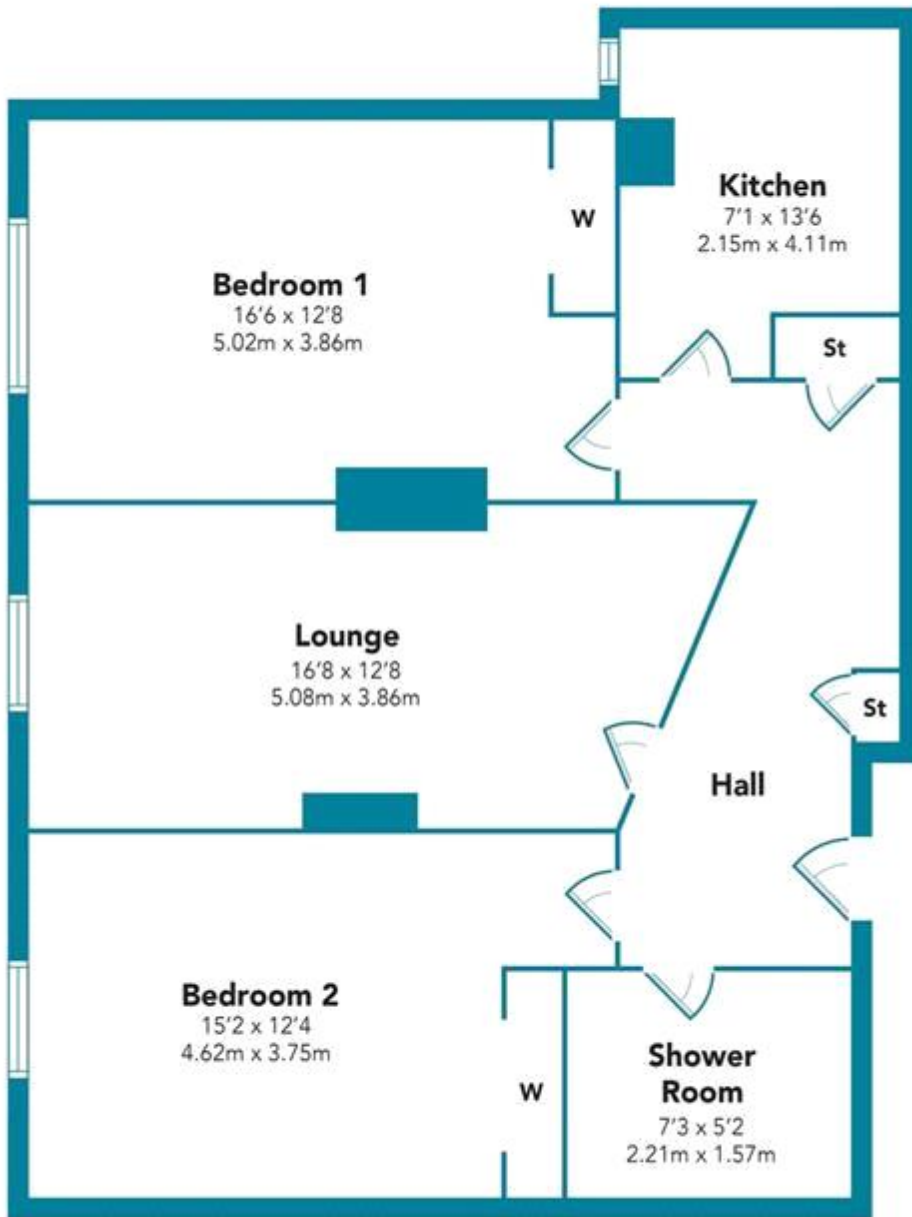 Kitchen
7'1 x 13'6
2.15m x 4.11m
W
Bedroom 1
16'6 x 12'8
5.02m x 3.86m
St
Lounge
16'8 x 12'8
5.08m x 3.86m
St
Hall
Bedroom 2
15'2 x 12'4
4.62m x 3.75m
W
Shower
Room
7'3 x 5'2
2.21m x 1.57m